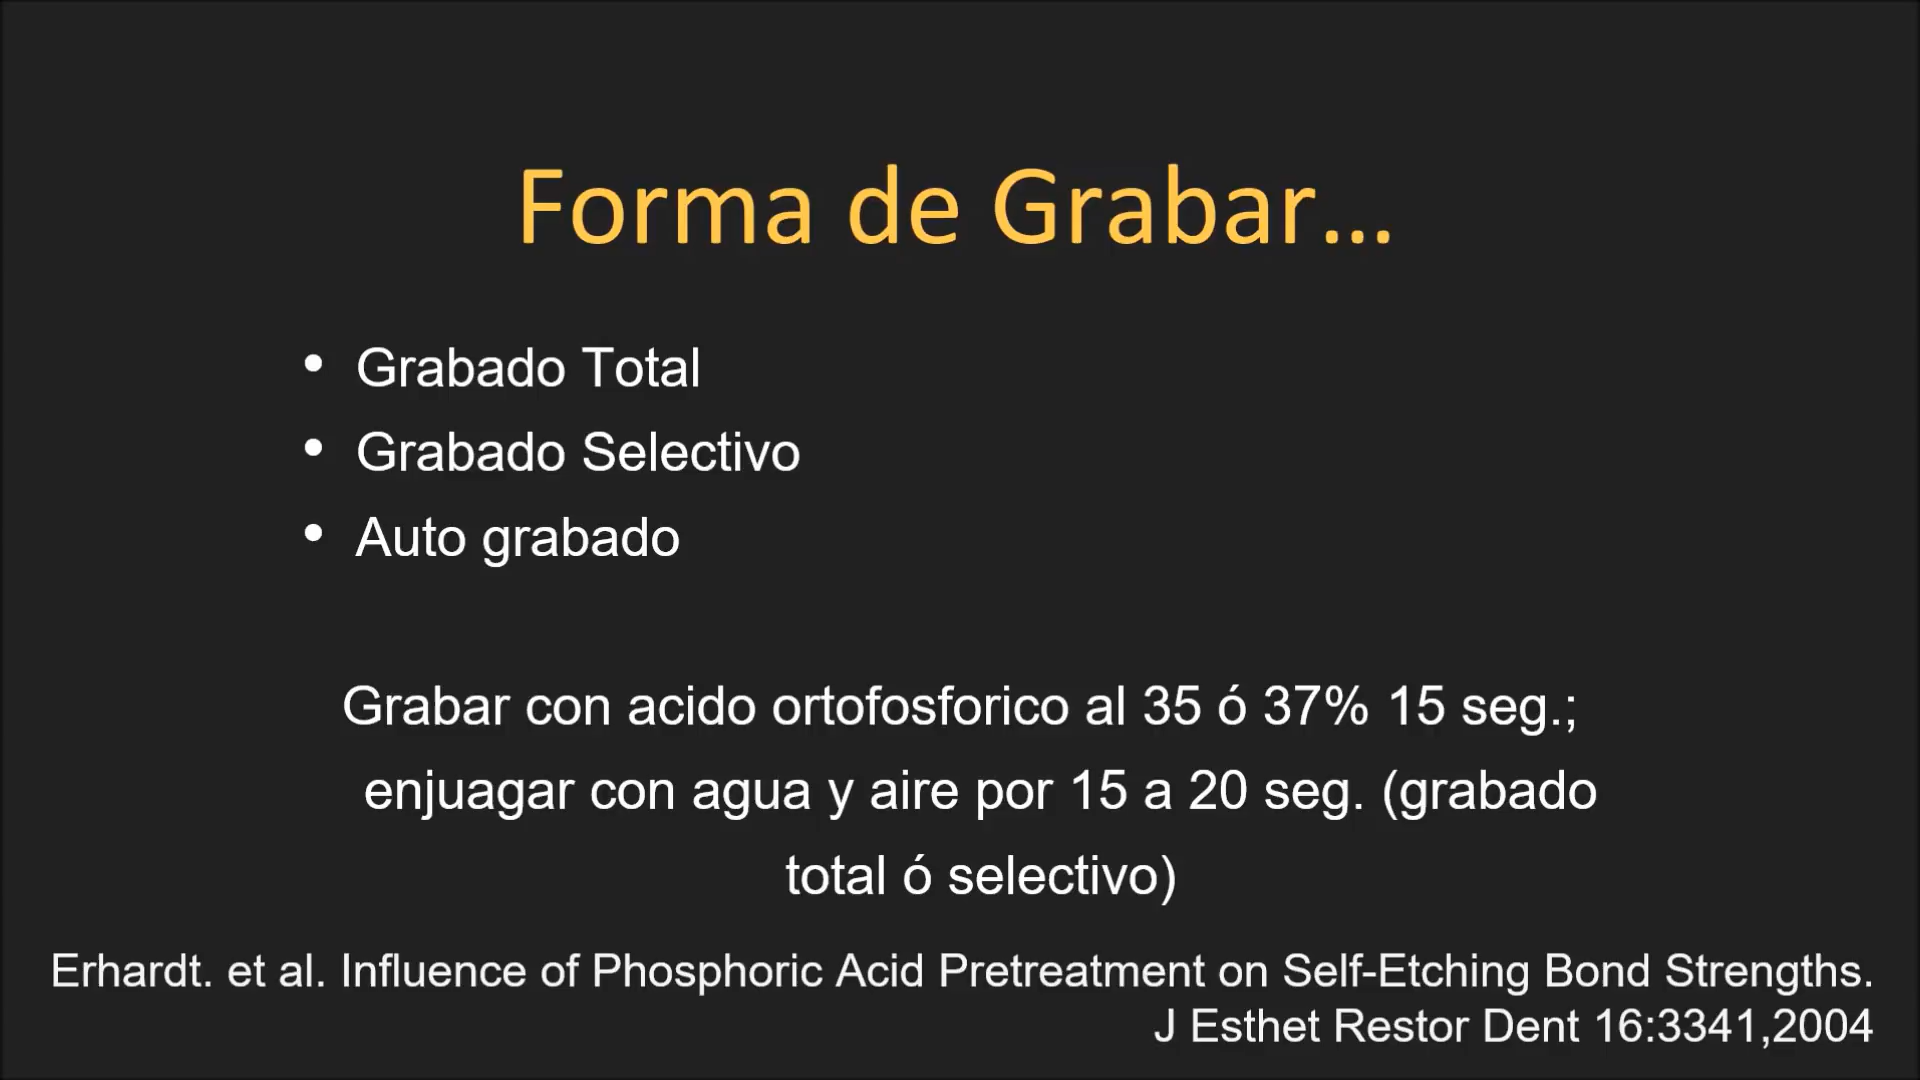 Forma de Grabar...
• Grabado Total
• Grabado Selectivo
• Auto grabado
Grabar con acido ortofosforico al 35 ó 37% 15 seg.;
enjuagar con agua y aire por 15 a 20 seg. (grabado
total ó selectivo)
Erhardt. et al. Influence of Phosphoric Acid Pretreatment on Self-Etching Bond Strengths.
J Esthet Restor Dent 16:3341,2004